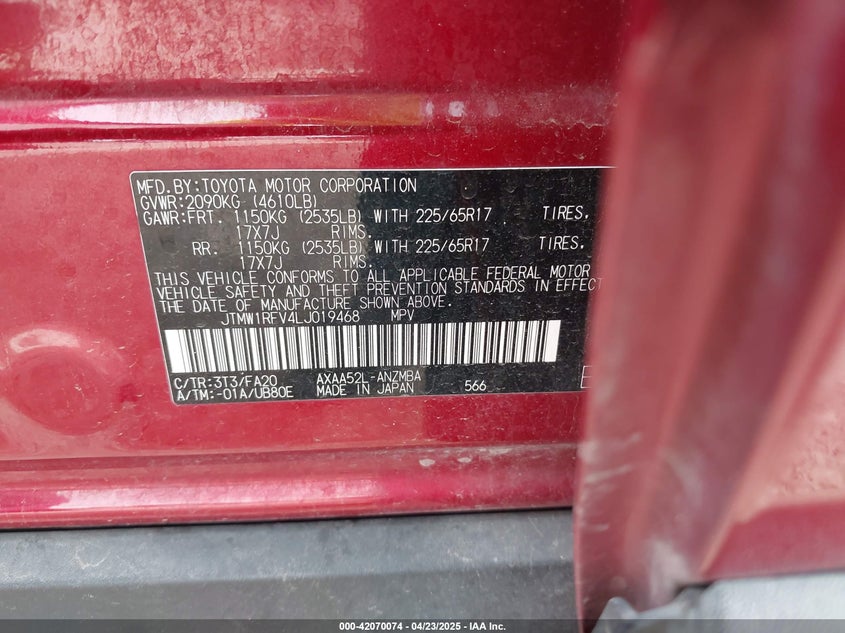 MFD.BY:TOYOTA MOTOR CORPORATION
GVWR:2090KG (4610LB)
GAWR:FRT. 1150KG (2535LB) WITH 225/65R17 TIRES.
17X7J RIMS.
RR. 1150KG (2535LB) WITH 225/65R17 TIRES.
17X7J RIMS.
THIS VEHICLE CONFORMS TO ALL APPLICABLE FEDERAL MOTOR
VEHICLE SAFETY AND THEFT PREVENTION STANDARDS IN EFFECT
THE DATE OF MANUFACTURE SHOWN ABOVE.
JTMW1RFV4LJ019468 MPV
C/TR:3T3/FA20 AXAA52L-ANZMBA
A/TM:-01A/UB80E MADE IN JAPAN 566
000-42070074 | 04/23/2025 | IAA Inc.